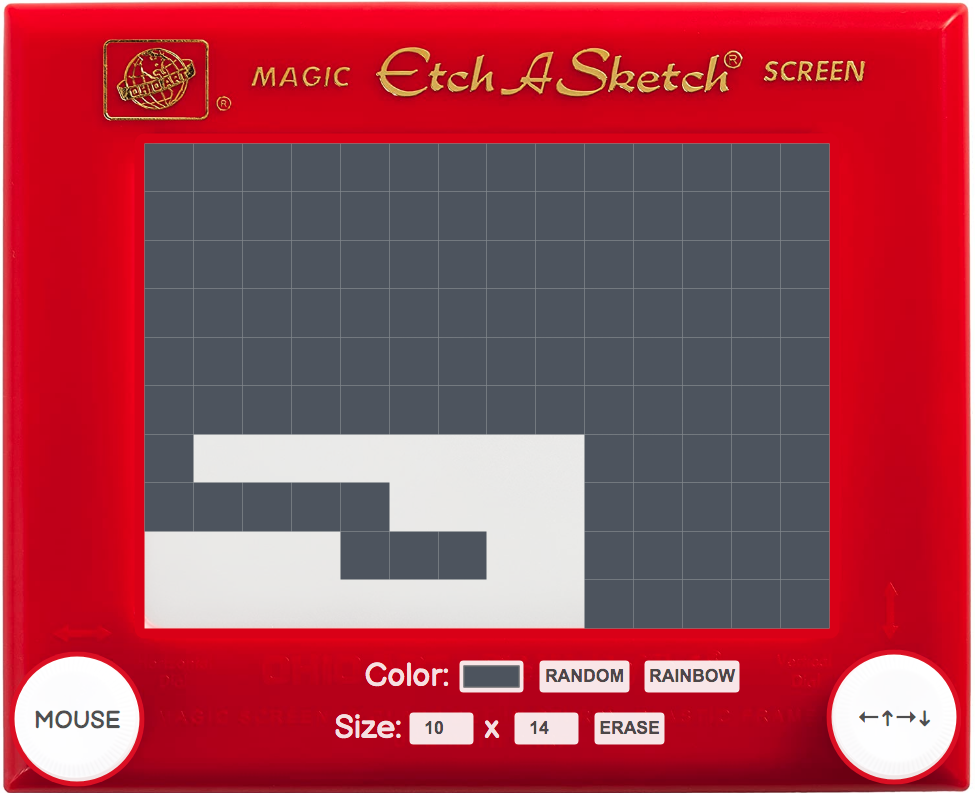 MAGIC Etch A Sketch® SCREEN
®
Color: RANDOM RAINBOW
Size: 10 x 14 ERASE
MOUSE
←↑→↓